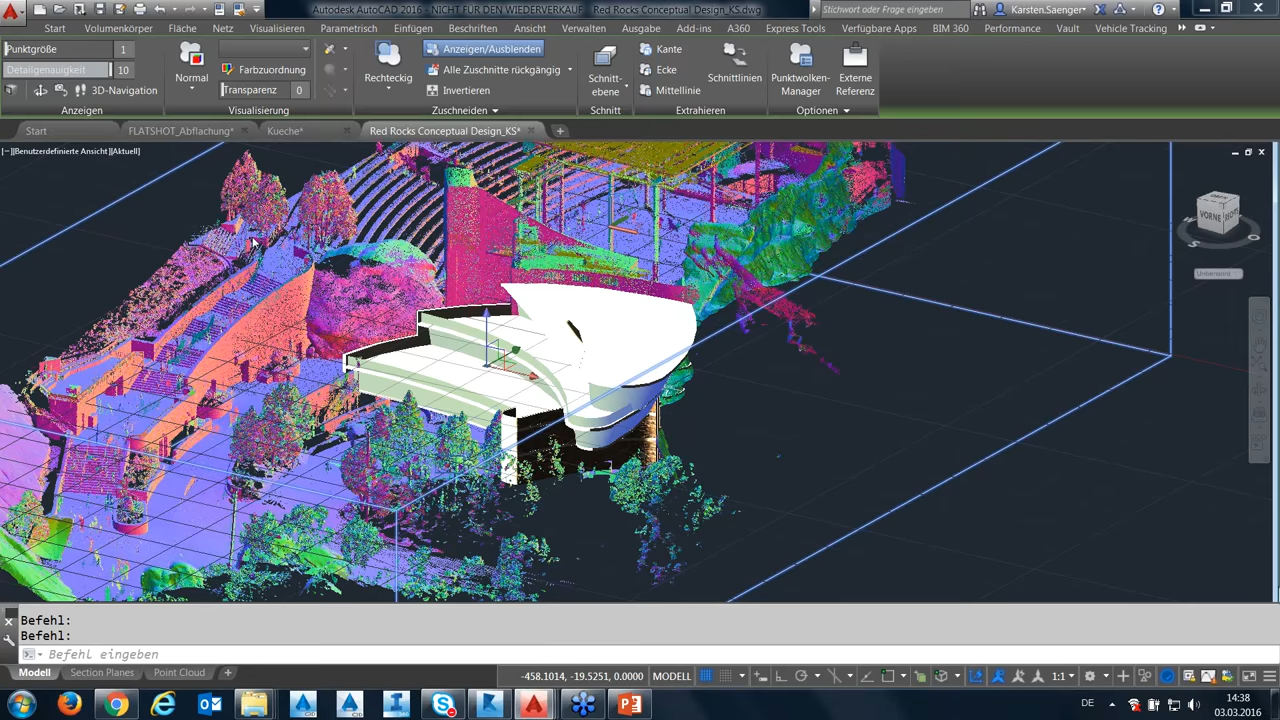 Autodesk AutoCAD 2016 - NICHT FÜR DEN WIEDERVERKAUF   Red Rocks Conceptual Design_KS.dwg
Stichwort oder Frage eingeben
Karsten.Saenger
Start Volumenkörper Fläche Netz Visualisieren Parametrisch Einfügen Beschriften Ansicht Verwalten Ausgabe Add-ins A360 Express Tools Verfügbare Apps BIM 360 Performance Vault Vehicle Tracking
Punktgröße 1
Detailgenauigkeit 10
3D-Navigation
Anzeigen
Normal
Farbzuordnung
Transparenz 0
Visualisierung
Rechteckig
Anzeigen/Ausblenden
Alle Zuschnitte rückgängig
Invertieren
Zuschneiden
Schnitt-
ebene
Schnitt
Kante
Ecke
Mittellinie
Schnittlinien
Extrahieren
Punktwolken-
Manager
Externe
Referenz
Optionen
Start FLATSHOT_Abflachung* Kueche* Red Rocks Conceptual Design_KS*
[−][Benutzerdefinierte Ansicht][Aktuell]
VORNE
Unbenannt
Befehl:
Befehl:
Befehl eingeben
Modell Section Planes Point Cloud
-458.1014, -19.5251, 0.0000 MODELL 1:1
DE
14:38
03.03.2016